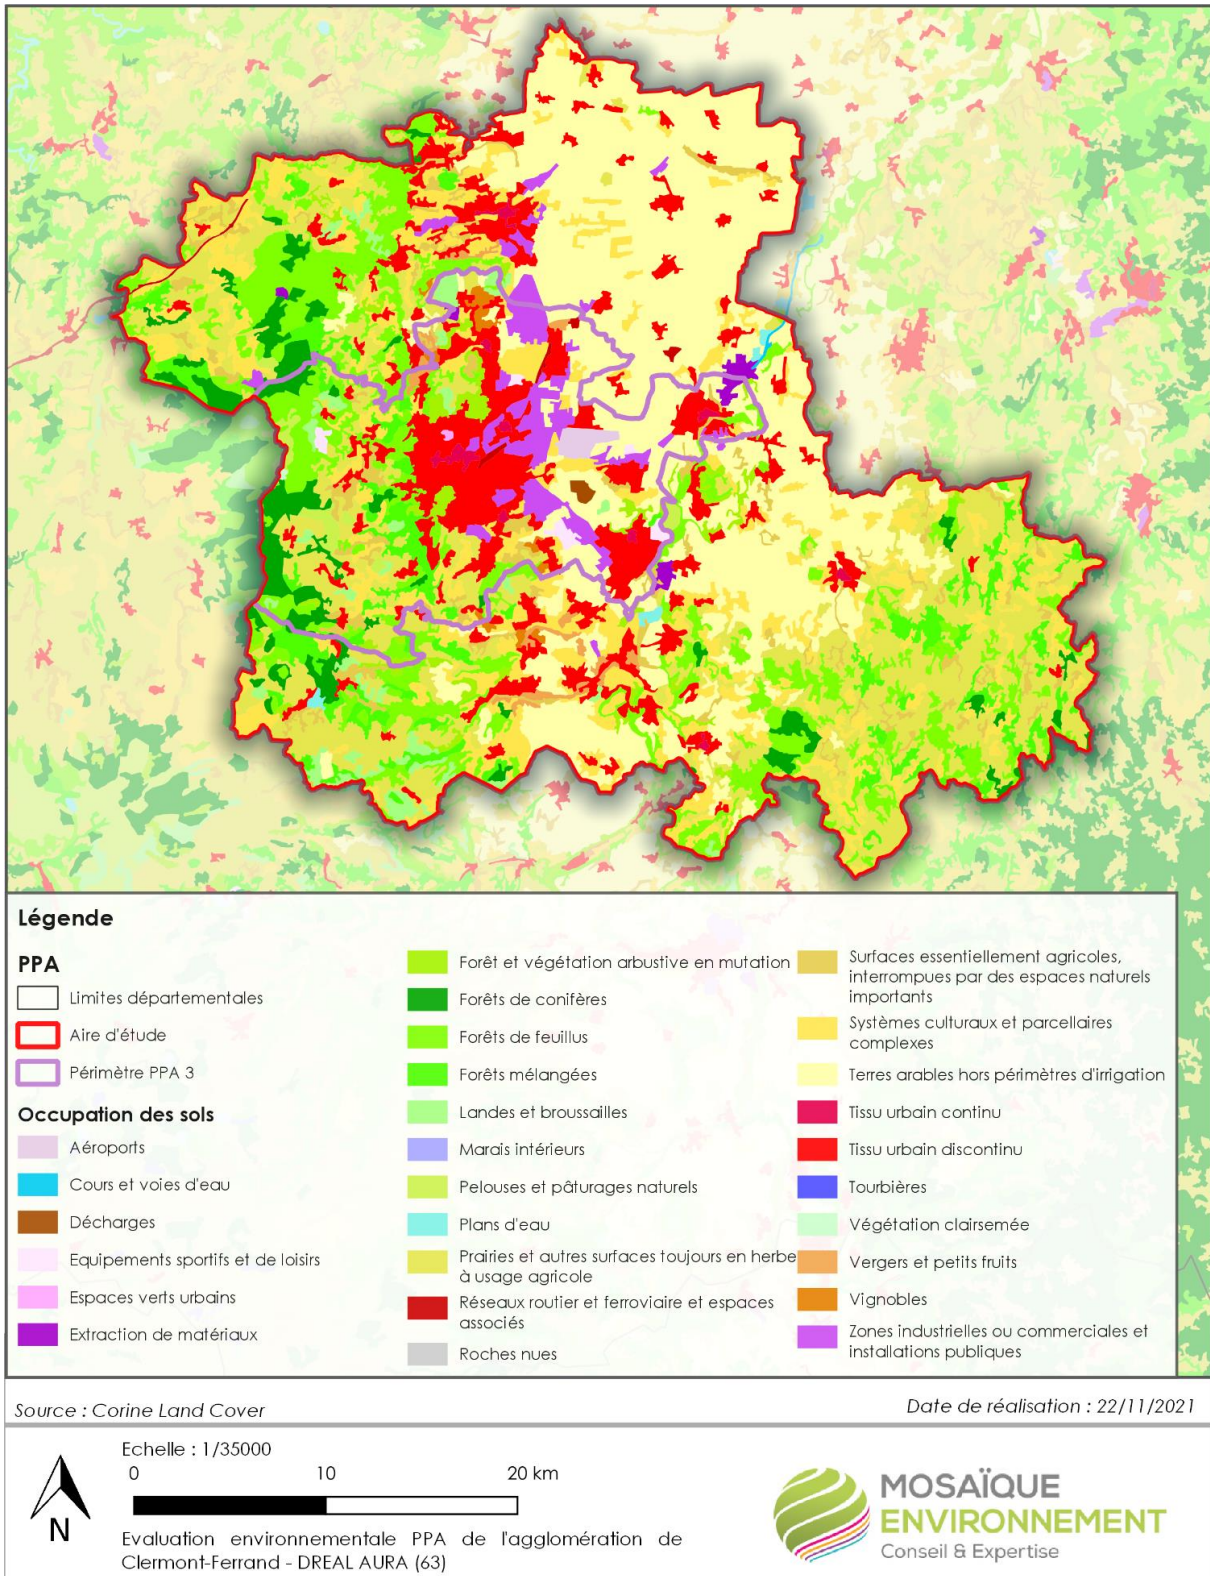 Légende
PPA
Limites départementales
Aire d'étude
Périmètre PPA 3
Occupation des sols
Aéroports
Cours et voies d'eau
Décharges
Equipements sportifs et de loisirs
Espaces verts urbains
Extraction de matériaux
Forêt et végétation arbustive en mutation
Forêts de conifères
Forêts de feuillus
Forêts mélangées
Landes et broussailles
Marais intérieurs
Pelouses et pâturages naturels
Plans d'eau
Prairies et autres surfaces toujours en herbe
à usage agricole
Réseaux routier et ferroviaire et espaces
associés
Roches nues
Surfaces essentiellement agricoles,
interrompues par des espaces naturels
importants
Systèmes culturaux et parcellaires
complexes
Terres arables hors périmètres d'irrigation
Tissu urbain continu
Tissu urbain discontinu
Tourbières
Végétation clairsemée
Vergers et petits fruits
Vignobles
Zones industrielles ou commerciales et
installations publiques
Source : Corine Land Cover
Date de réalisation : 22/11/2021
N
Echelle : 1/35000
0 10 20 km
Evaluation environnementale PPA de l'agglomération de
Clermont-Ferrand - DREAL AURA (63)
MOSAÏQUE
ENVIRONNEMENT
Conseil & Expertise